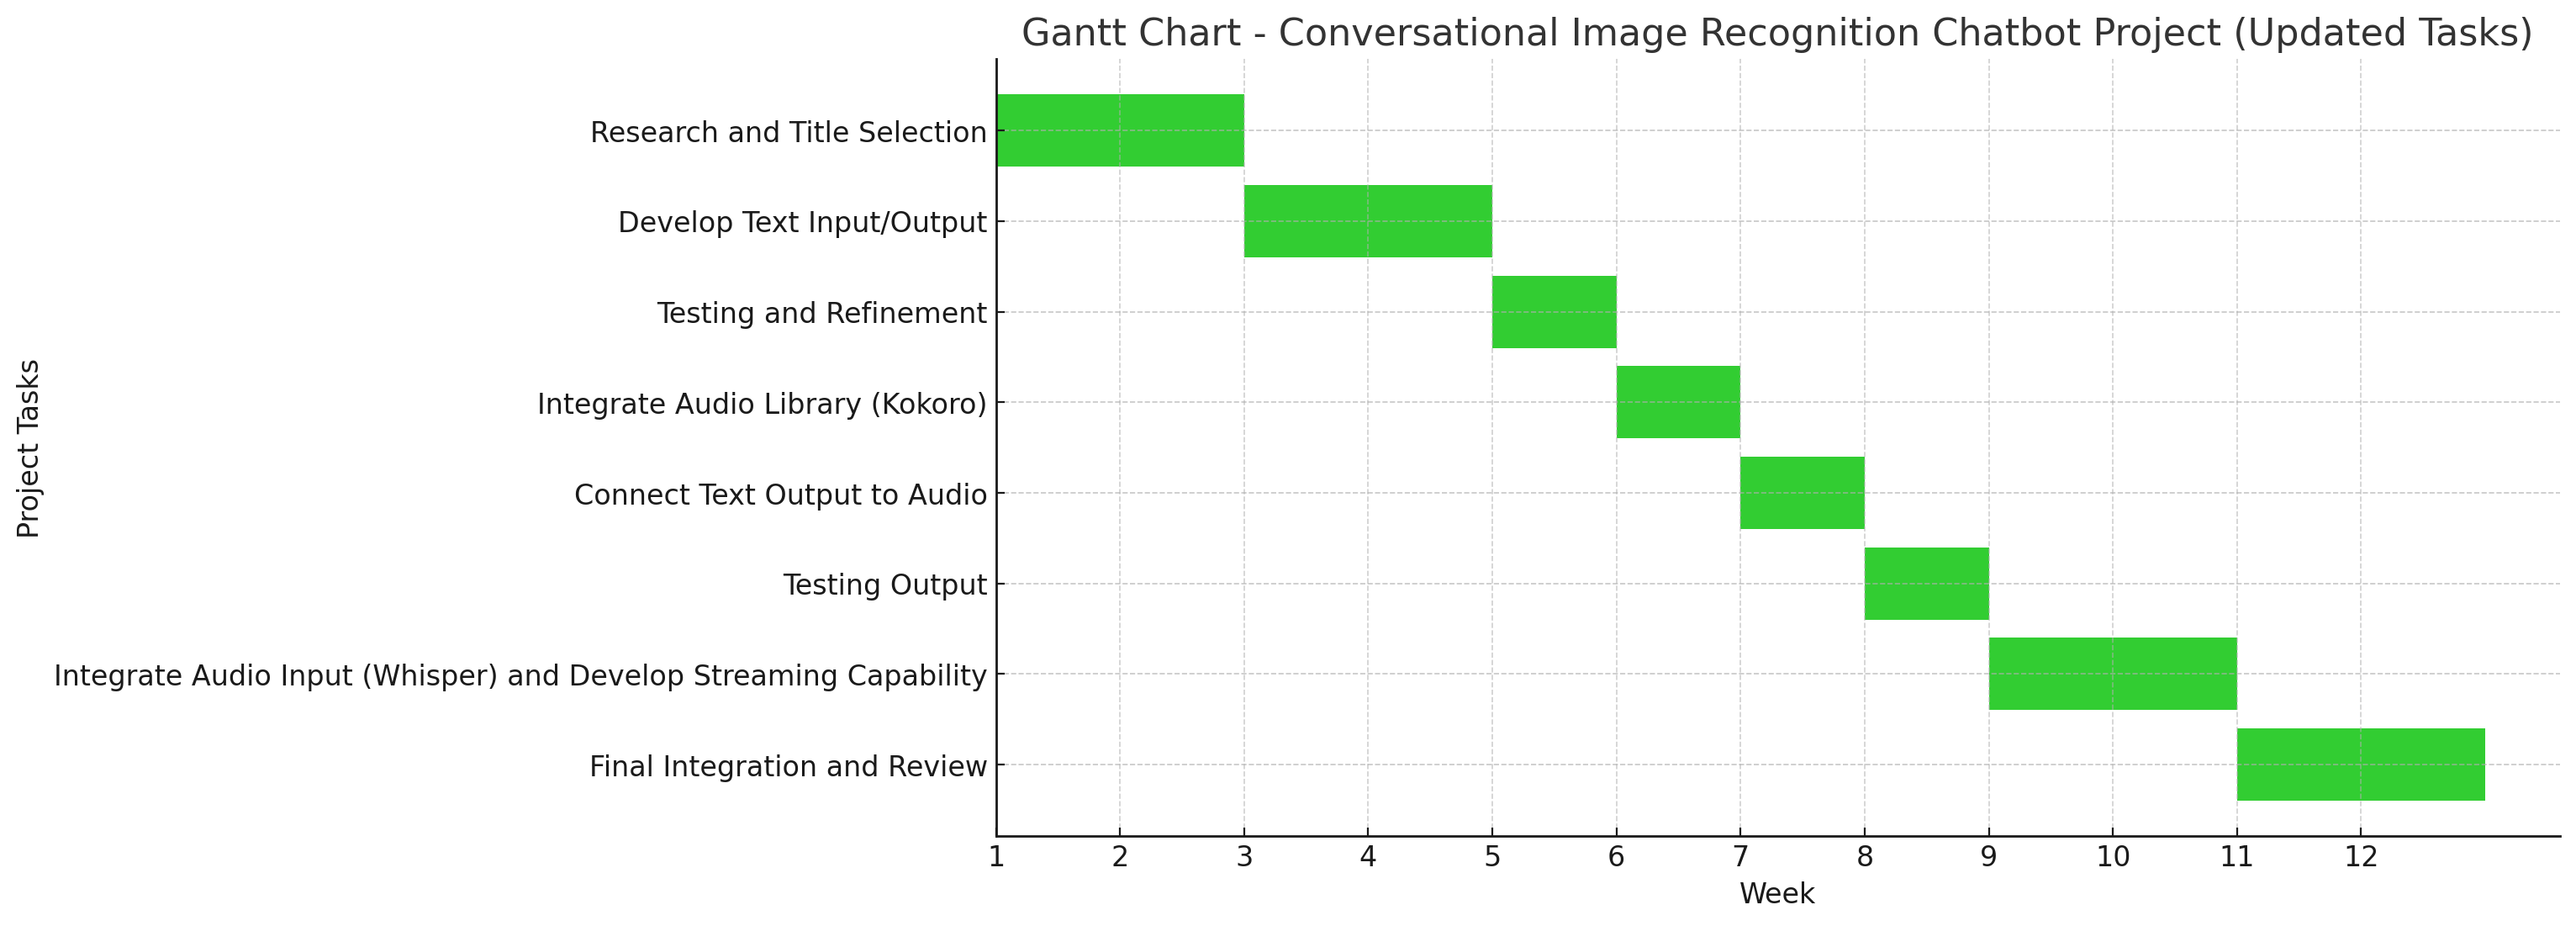 Gantt Chart - Conversational Image Recognition Chatbot Project (Updated Tasks)
Project Tasks
Research and Title Selection
Develop Text Input/Output
Testing and Refinement
Integrate Audio Library (Kokoro)
Connect Text Output to Audio
Testing Output
Integrate Audio Input (Whisper) and Develop Streaming Capability
Final Integration and Review
1 2 3 4 5 6 7 8 9 10 11 12
Week